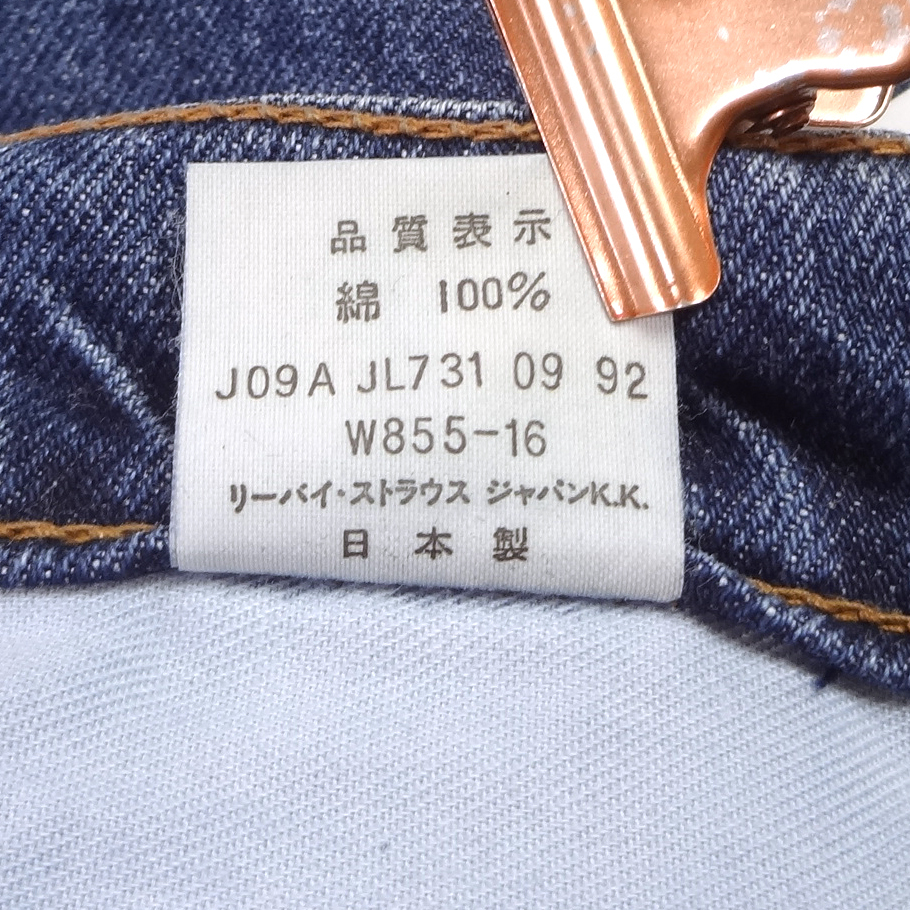 品質表示
綿 100%
J09A JL731 09 92
W855-16
リーバイ・ストラウス ジャパンK.K.
日本製